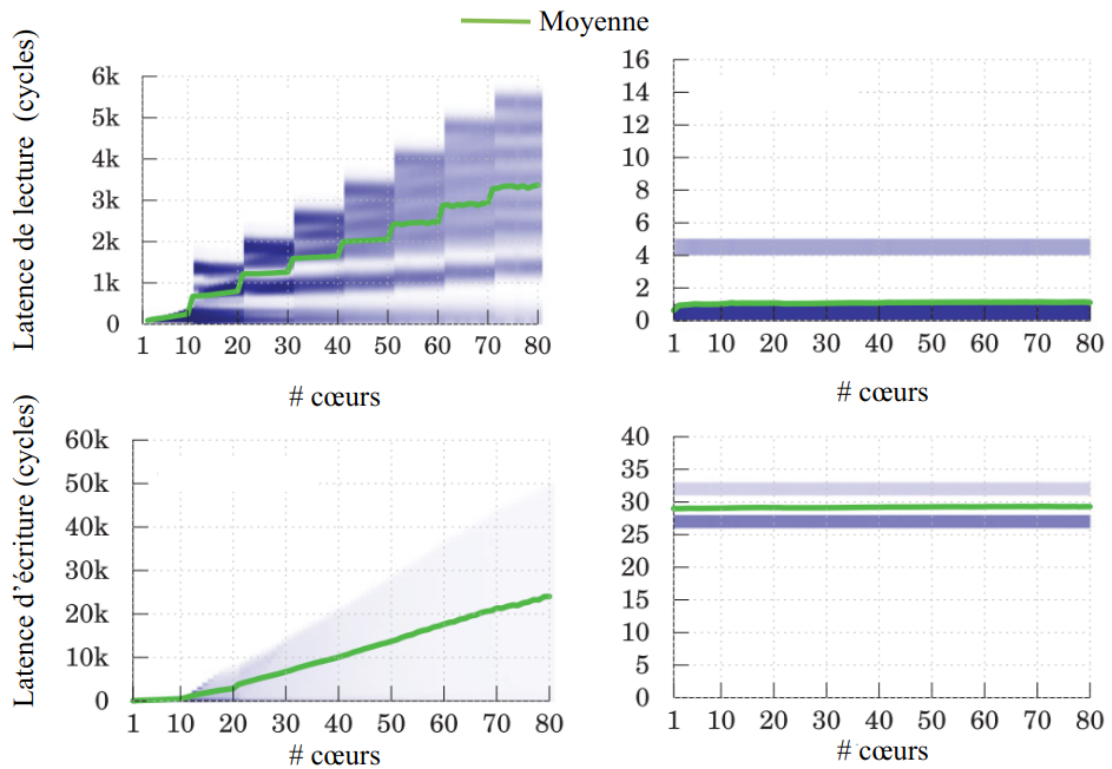 Moyenne
Latence de lecture (cycles)
6k
5k
4k
3k
2k
1k
0
1 10 20 30 40 50 60 70 80
# cœurs
16
14
12
10
8
6
4
2
0
1 10 20 30 40 50 60 70 80
# cœurs
Latence d'écriture (cycles)
60k
50k
40k
30k
20k
10k
0
1 10 20 30 40 50 60 70 80
# cœurs
40
35
30
25
20
15
10
5
0
1 10 20 30 40 50 60 70 80
# cœurs